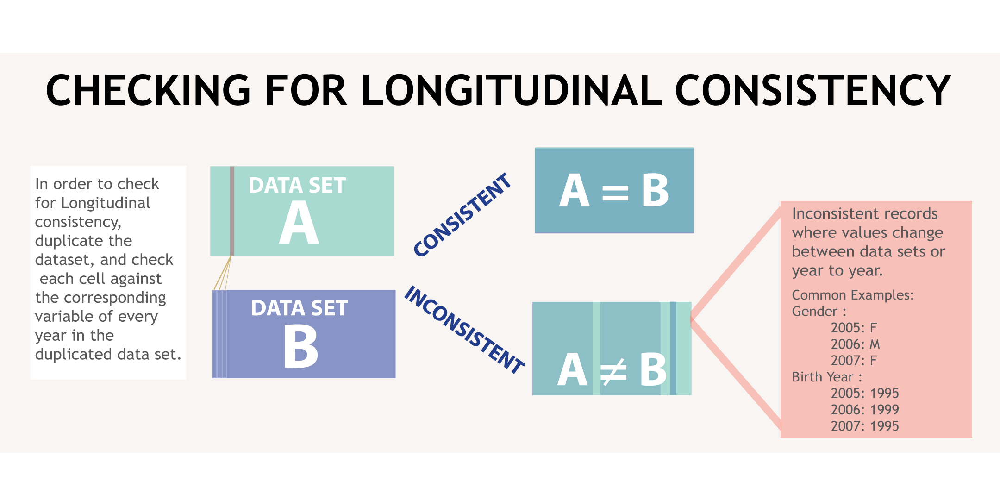 CHECKING FOR LONGITUDINAL CONSISTENCY
In order to check
for Longitudinal
consistency,
duplicate the
dataset, and check
each cell against
the corresponding
variable of every
year in the
duplicated data set.
DATA SET
A
DATA SET
B
CONSISTENT
INCONSISTENT
A = B
A ≠ B
Inconsistent records
where values change
between data sets or
year to year.
Common Examples:
Gender :
2005: F
2006: M
2007: F
Birth Year :
2005: 1995
2006: 1999
2007: 1995